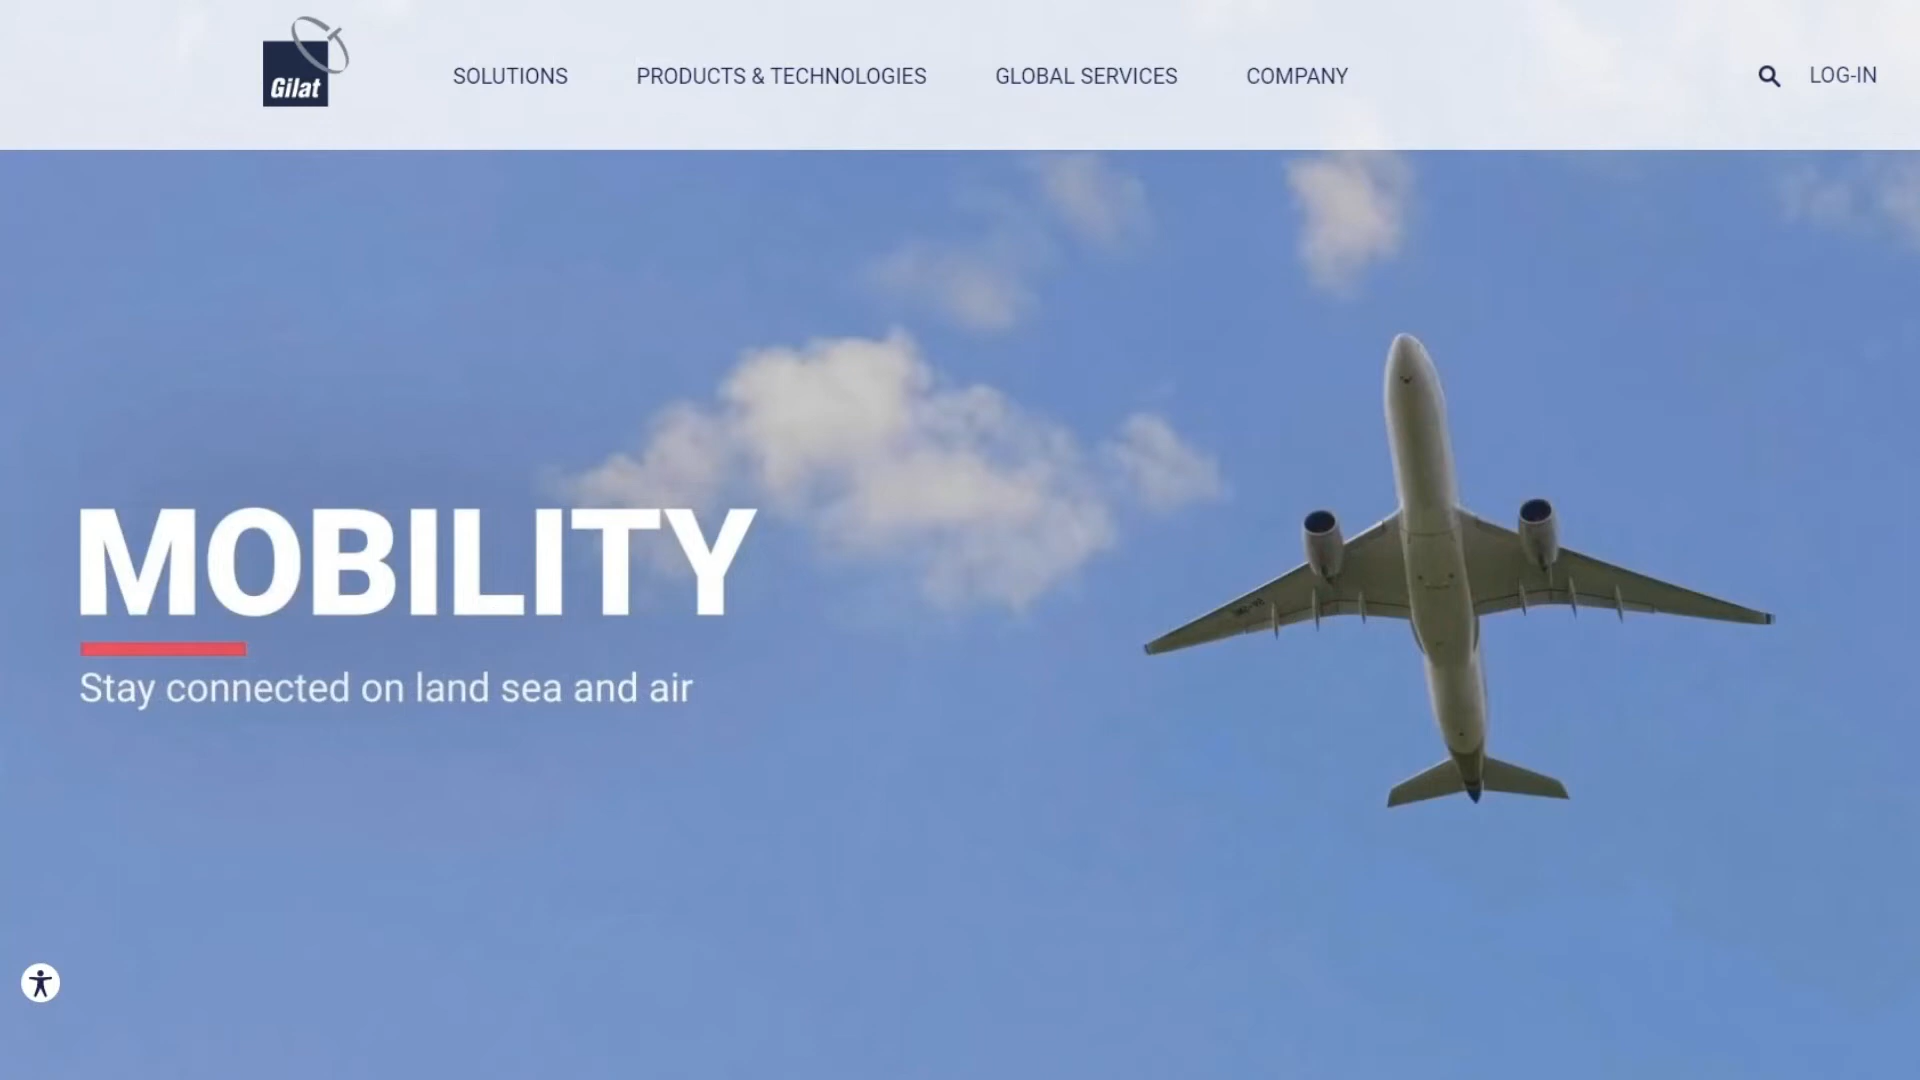 Gilat
SOLUTIONS
PRODUCTS & TECHNOLOGIES
GLOBAL SERVICES
COMPANY
LOG-IN
MOBILITY
Stay connected on land sea and air